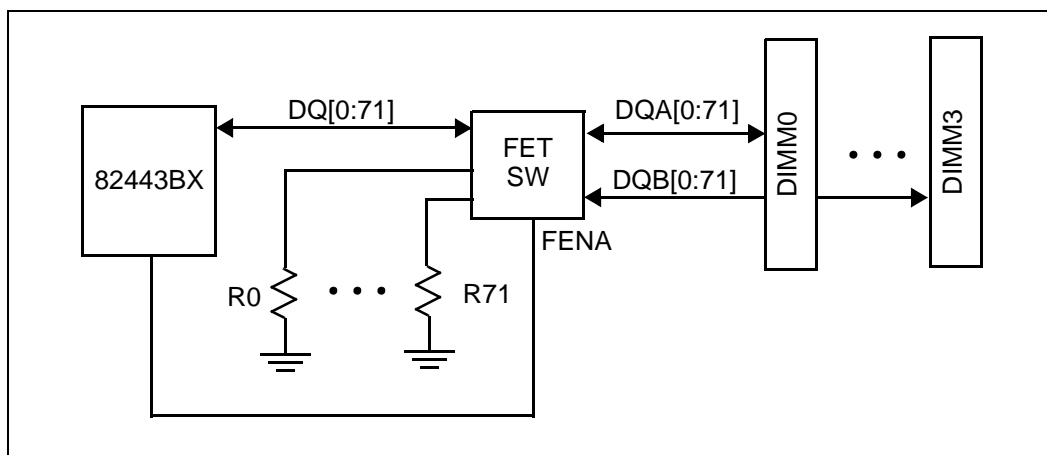 DQ[0:71]
DQA[0:71]
DQB[0:71]
82443BX
FET
SW
FENA
DIMM0
DIMM3
R0
R71